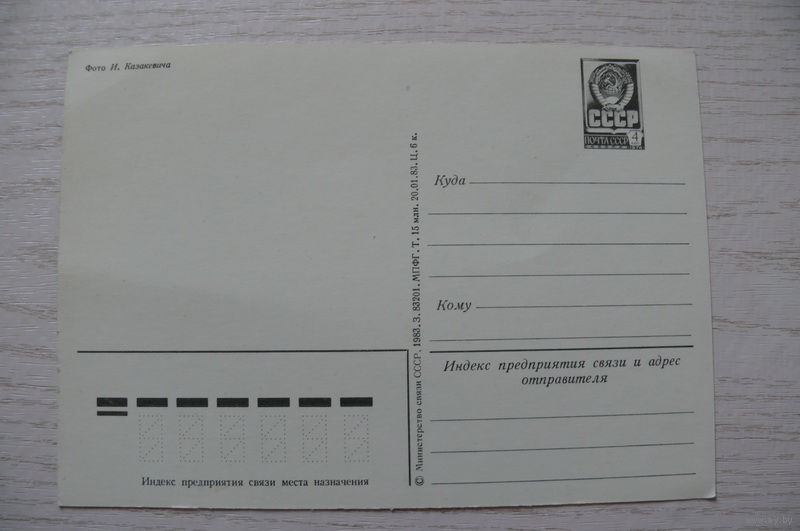 Фото И. Казакевича
СССР
ПОЧТА СССР 4
Куда
Кому
Индекс предприятия связи и адрес
отправителя
© Министерство связи СССР. 1983. З. 83201. МПФГ. Т. 15 млн. 20.01.83. Ц. 6 к.
Индекс предприятия связи места назначения